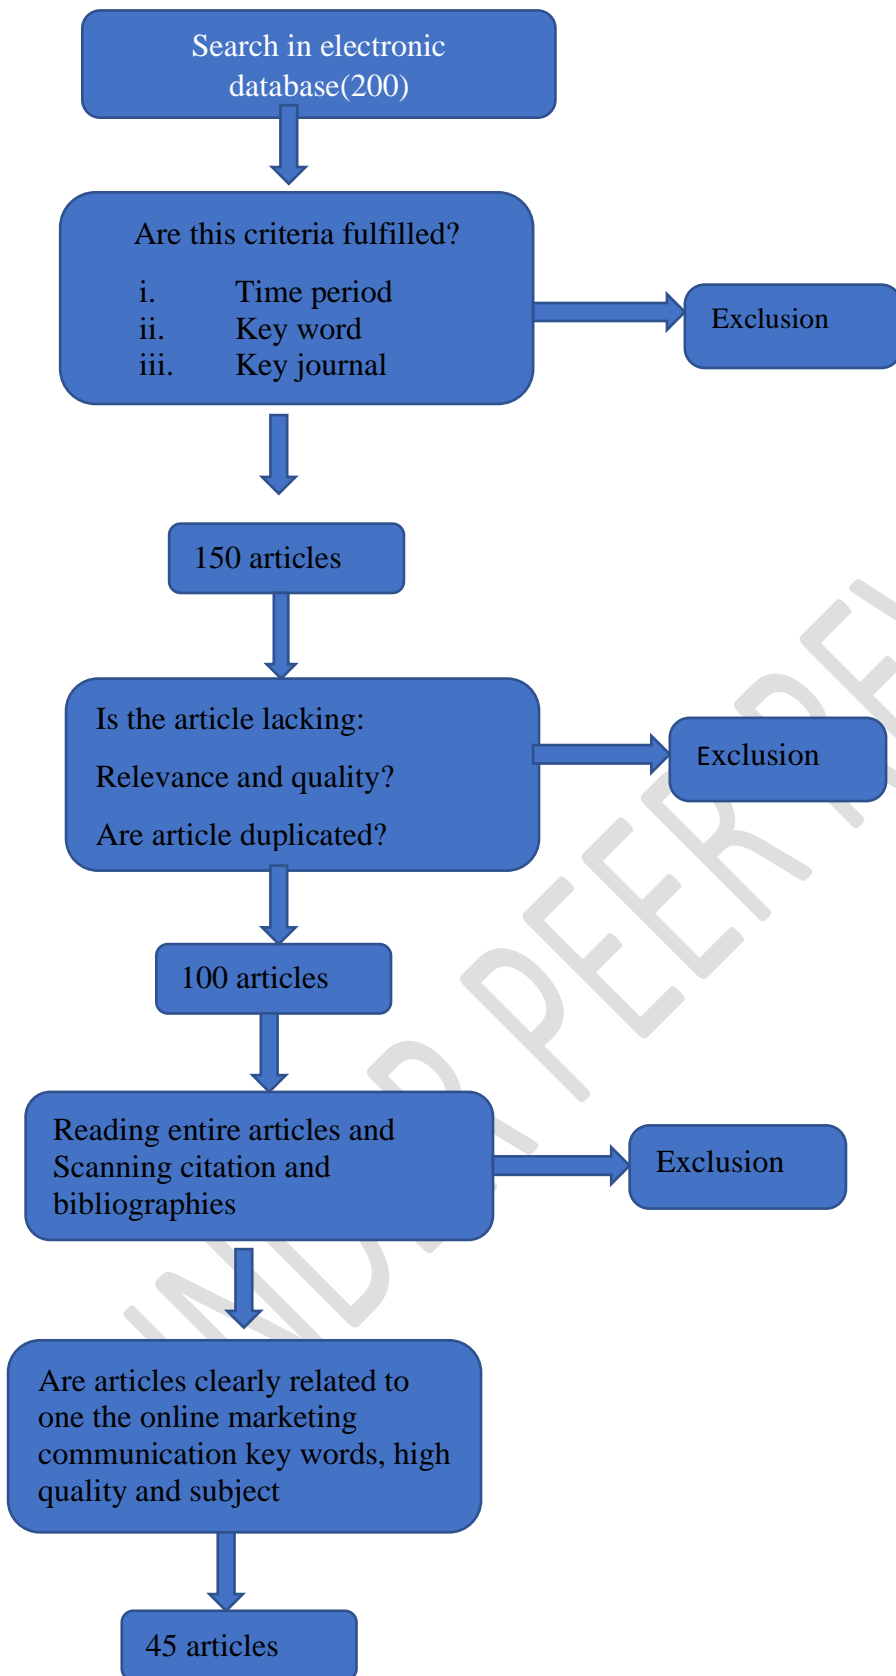 Search in electronic
database(200)
Are this criteria fulfilled?
i. Time period
ii. Key word
iii. Key journal
Exclusion
150 articles
Is the article lacking:
Relevance and quality?
Are article duplicated?
Exclusion
100 articles
Reading entire articles and
Scanning citation and
bibliographies
Exclusion
Are articles clearly related to
one the online marketing
communication key words, high
quality and subject
45 articles